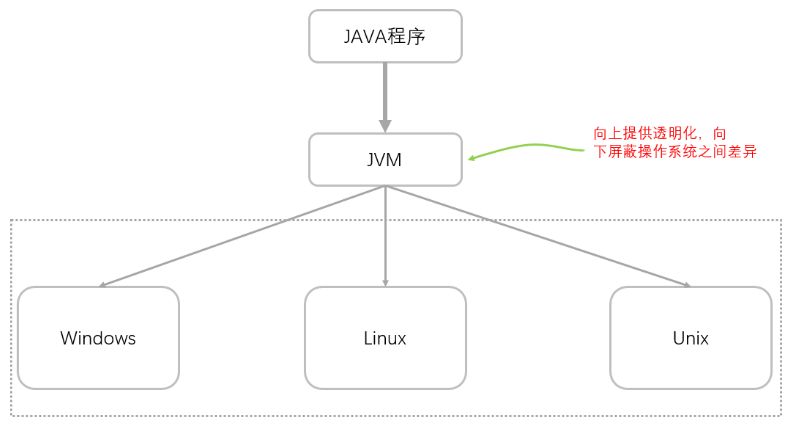 JAVA程序
JVM
向上提供透明化、向
下屏蔽操作系统之间差异
Windows
Linux
Unix